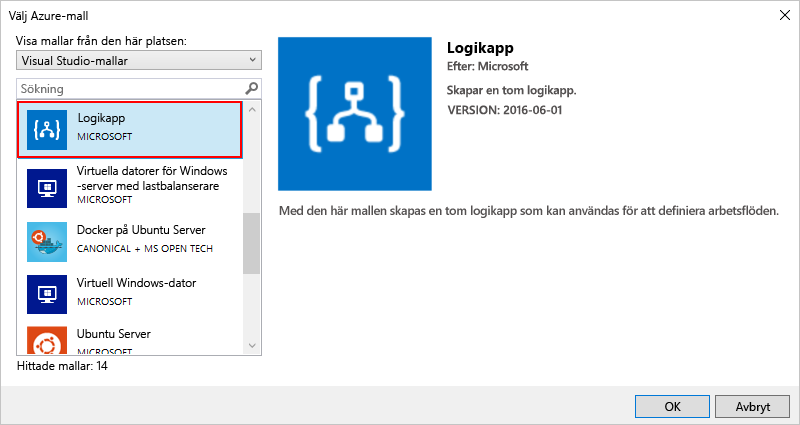 Välj Azure-mall
Visa mallar från den här platsen:
Visual Studio-mallar
Sökning
Logikapp
MICROSOFT
Virtuella datorer för Windows
-server med lastbalanserare
MICROSOFT
Docker på Ubuntu Server
CANONICAL + MS OPEN TECH
Virtuell Windows-dator
MICROSOFT
Ubuntu Server
MICROSOFT
Hittade mallar: 14
Logikapp
Efter: Microsoft
Skapar en tom logikapp.
VERSION: 2016-06-01
Med den här mallen skapas en tom logikapp som kan användas för att definiera arbetsflöden.
OK
Avbryt